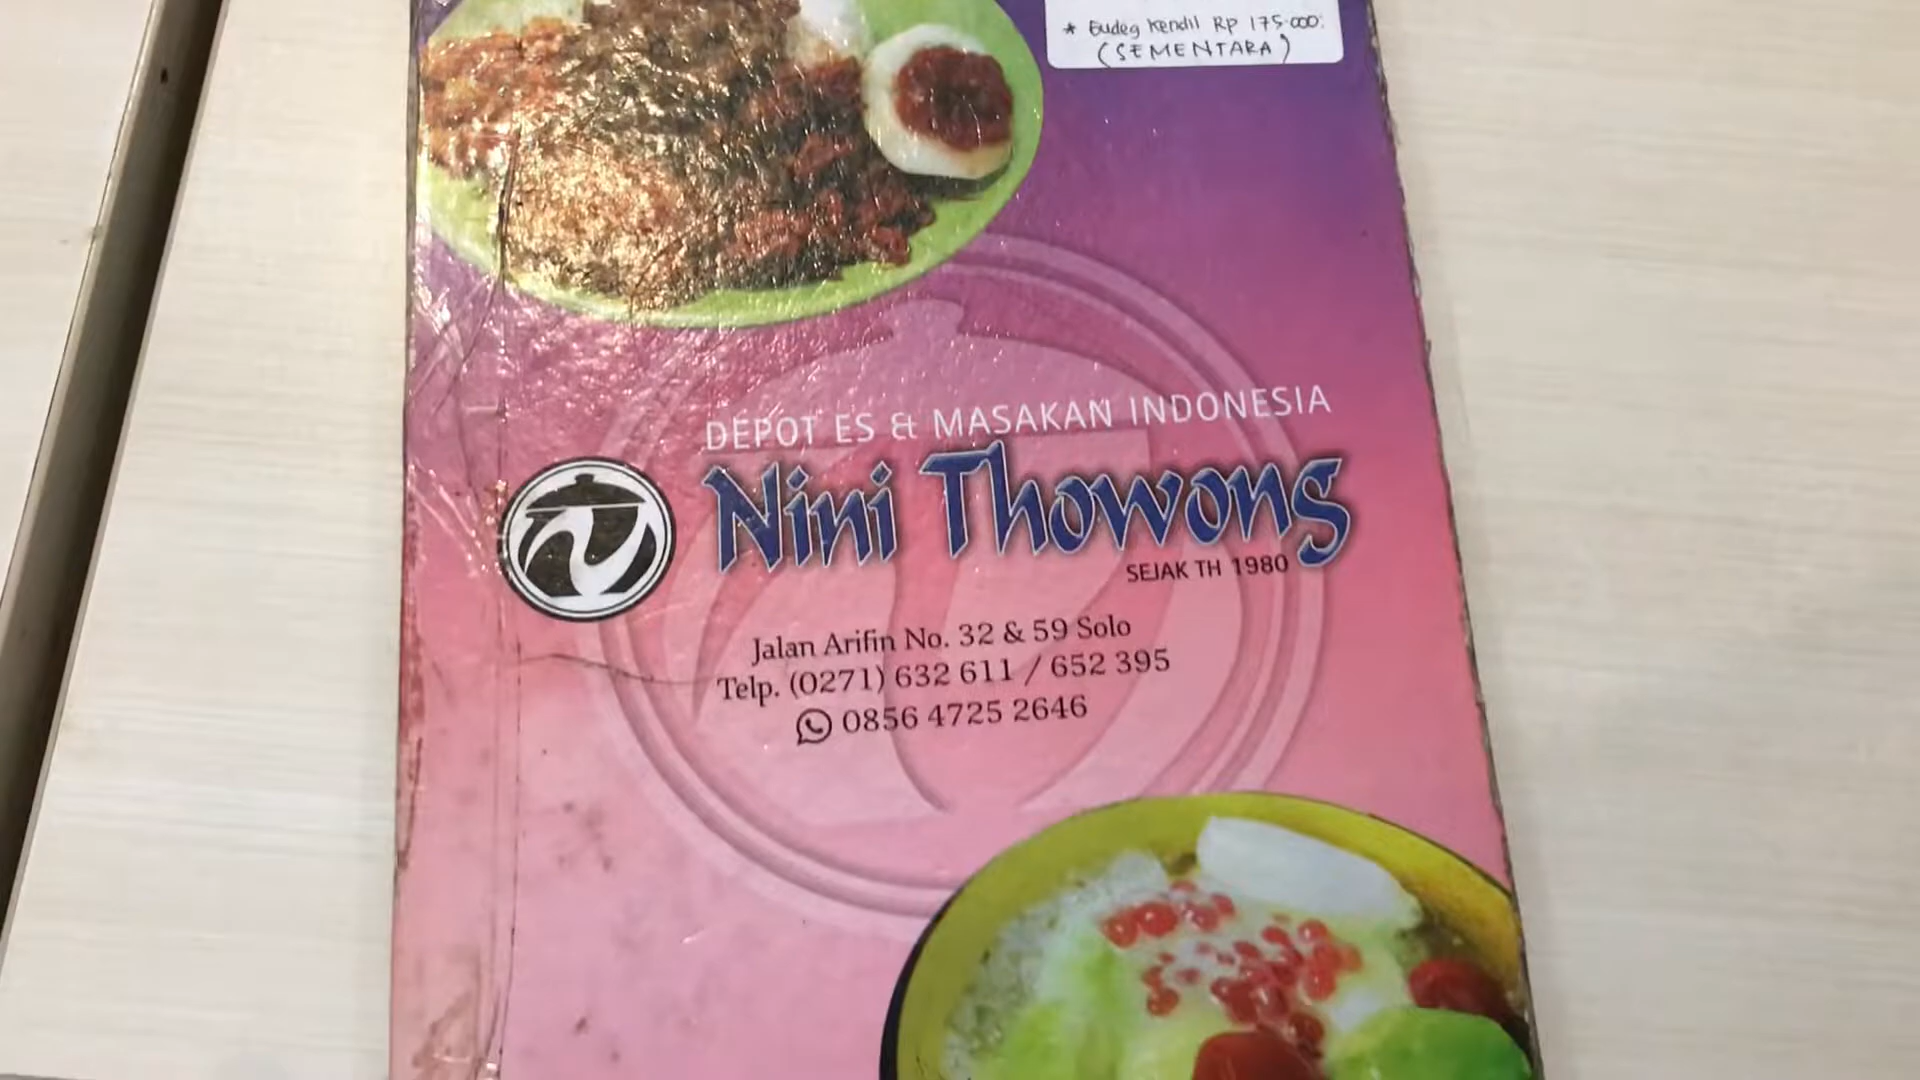 * Gudeg Kendil Rp 175.000.
(SEMENTARA)
DEPOT ES & MASAKAN INDONESIA
Nini Thowong
SEJAK TH 1980
Jalan Arifin No. 32 & 59 Solo
Telp. (0271) 632 611 / 652 395
0856 4725 2646